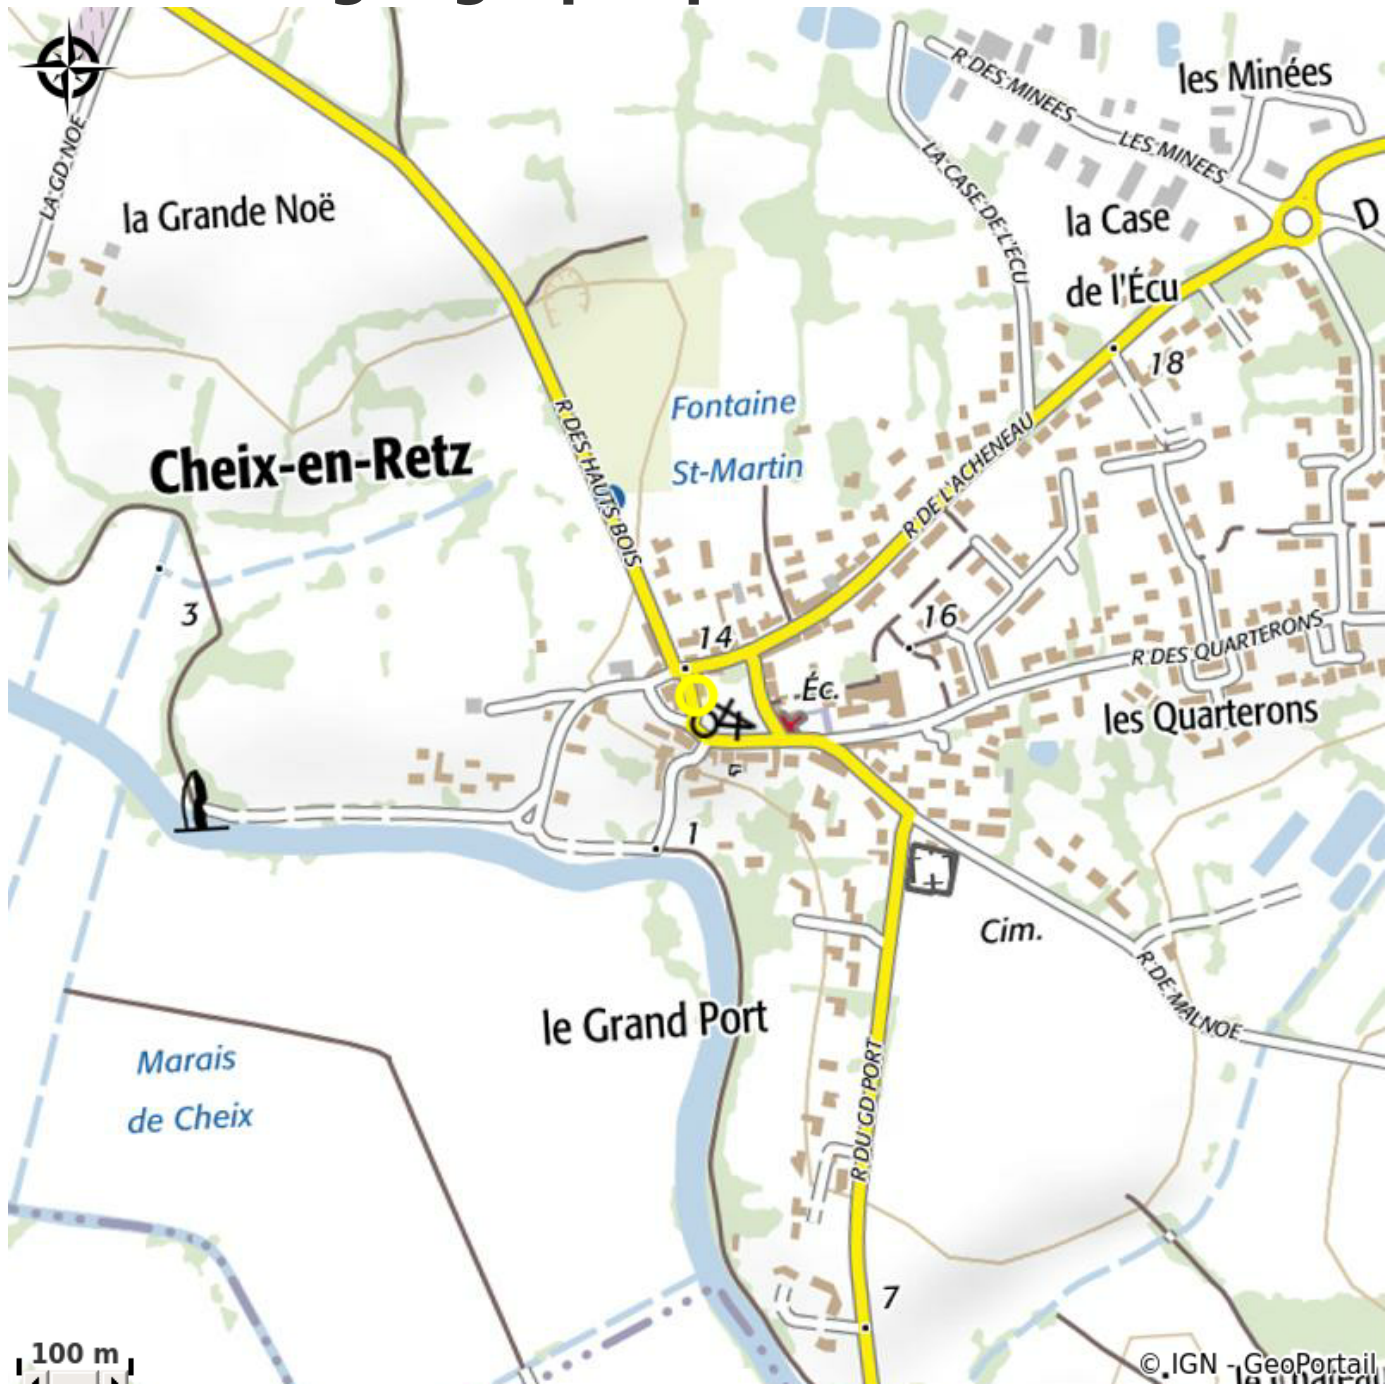 les Minées
R DES MINEES
LES MINEES
LA GD NOE
LA CASE DE L'ECU
la Grande Noë
la Case
de l'Écu
D
18
Fontaine
St-Martin
R DES HAUTS BOIS
Cheix-en-Retz
R DE L'ACHENEAU
3
14
16
R DES QUARTERONS
Éc.
les Quarterons
1
Cim.
le Grand Port
R DE MALNOE
Marais
de Cheix
R DU GD PORT
7
100 m
© IGN - GeoPortail